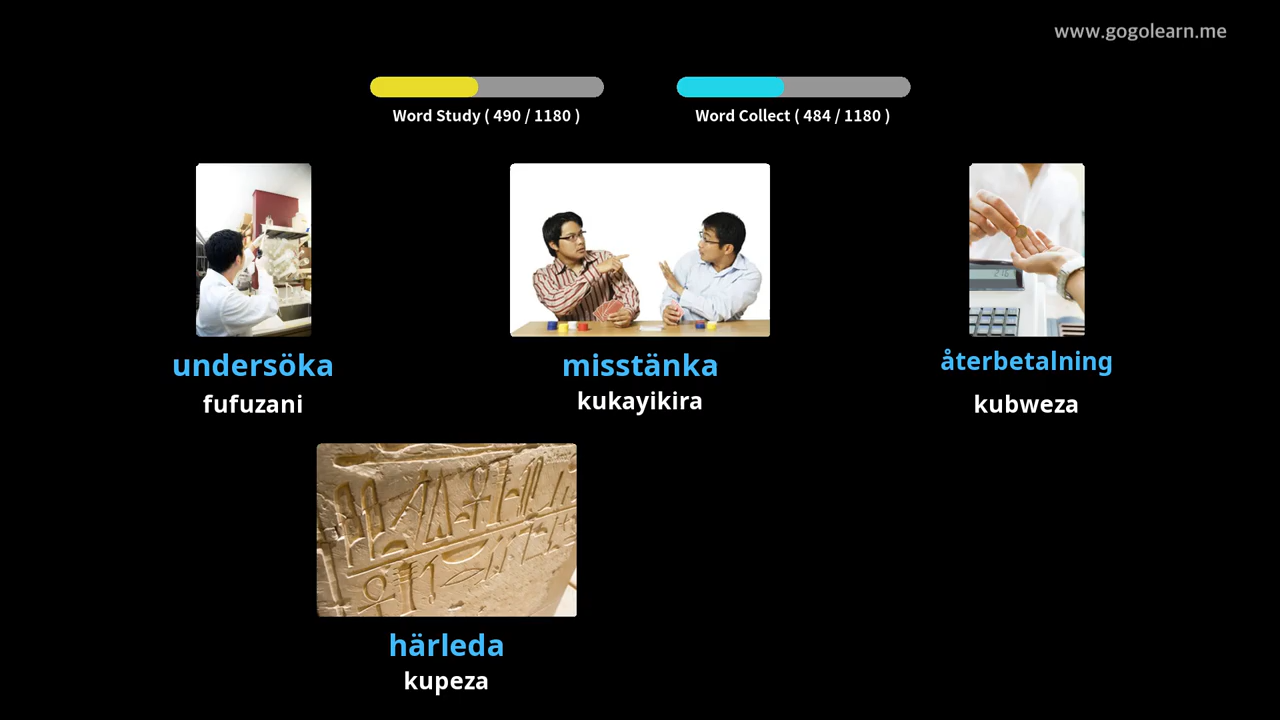 www.gogolearn.me
Word Study ( 490 / 1180 )
Word Collect ( 484 / 1180 )
undersöka
fufuzani
misstänka
kukayikira
återbetalning
kubweza
härleda
kupeza